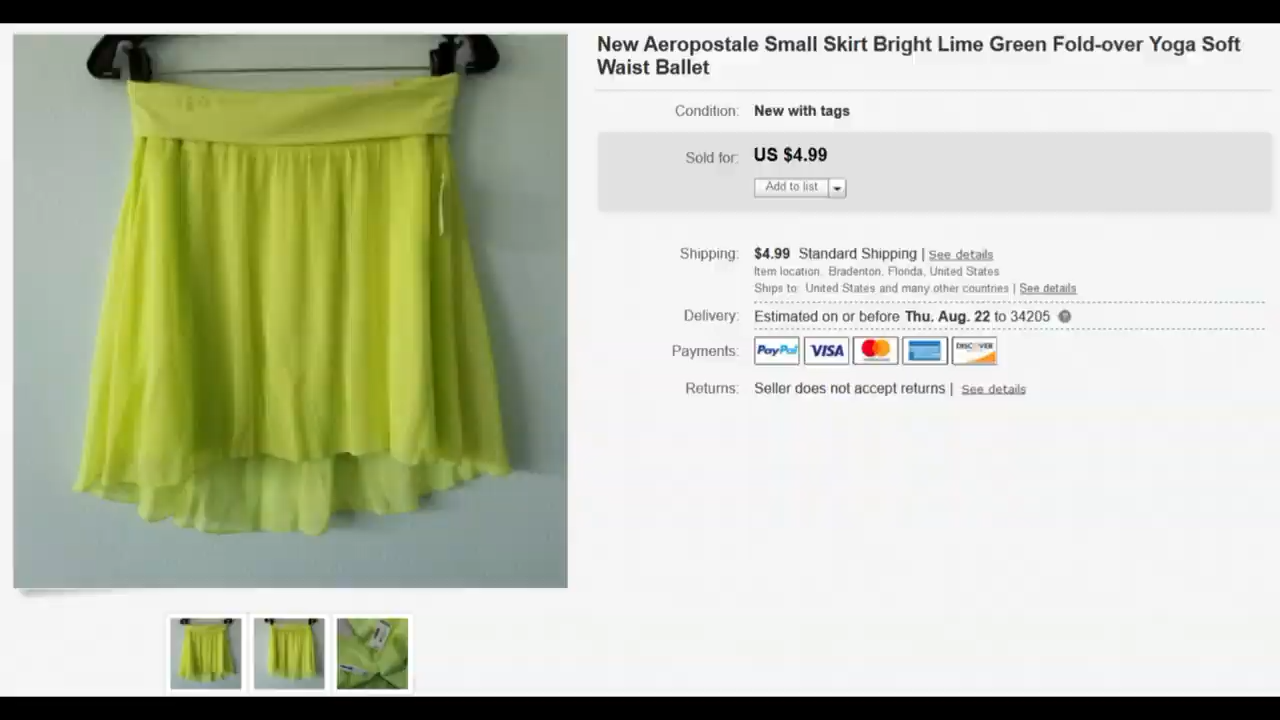 New Aeropostale Small Skirt Bright Lime Green Fold-over Yoga Soft
Waist Ballet
Condition: New with tags
Sold for: US $4.99
Add to list
Shipping: $4.99 Standard Shipping | See details
Item location: Bradenton, Florida, United States
Ships to: United States and many other countries | See details
Delivery: Estimated on or before Thu. Aug. 22 to 34205
Payments: PayPal VISA DISCOVER
Returns: Seller does not accept returns | See details